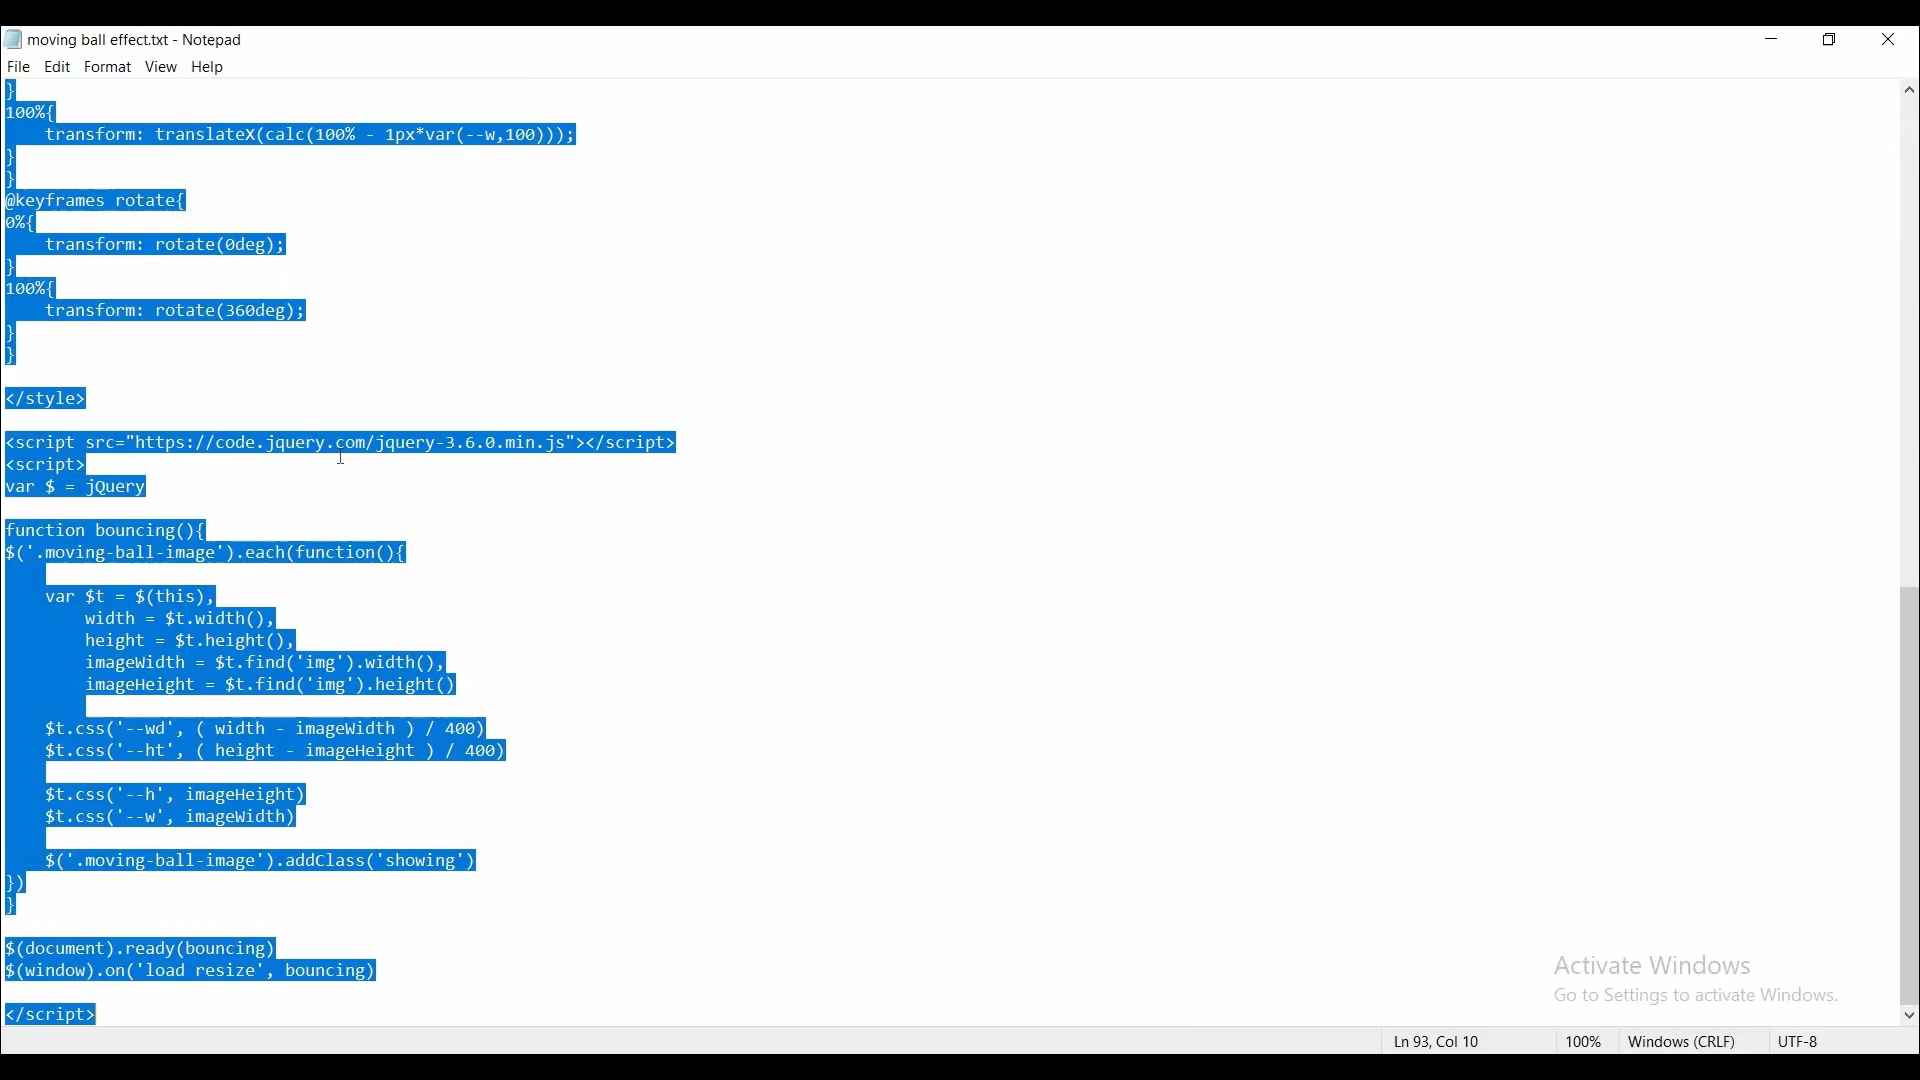 moving ball effect.txt - Notepad
File Edit Format View Help
}
100%{
    transform: translateX(calc(100% - 1px*var(--w,100)));
}
}
@keyframes rotate{
0%{
    transform: rotate(0deg);
}
100%{
    transform: rotate(360deg);
}
}
</style>
<script src="https://code.jquery.com/jquery-3.6.0.min.js"></script>
<script>
var $ = jQuery
function bouncing(){
$('.moving-ball-image').each(function(){
    var $t = $(this),
        width = $t.width(),
        height = $t.height(),
        imageWidth = $t.find('img').width(),
        imageHeight = $t.find('img').height()
    $t.css('--wd', ( width - imageWidth ) / 400)
    $t.css('--ht', ( height - imageHeight ) / 400)
    $t.css('--h', imageHeight)
    $t.css('--w', imageWidth)
    $('.moving-ball-image').addClass('showing')
})
}
$(document).ready(bouncing)
$(window).on('load resize', bouncing)
</script>
Activate Windows
Go to Settings to activate Windows.
Ln 93, Col 10 100% Windows (CRLF) UTF-8